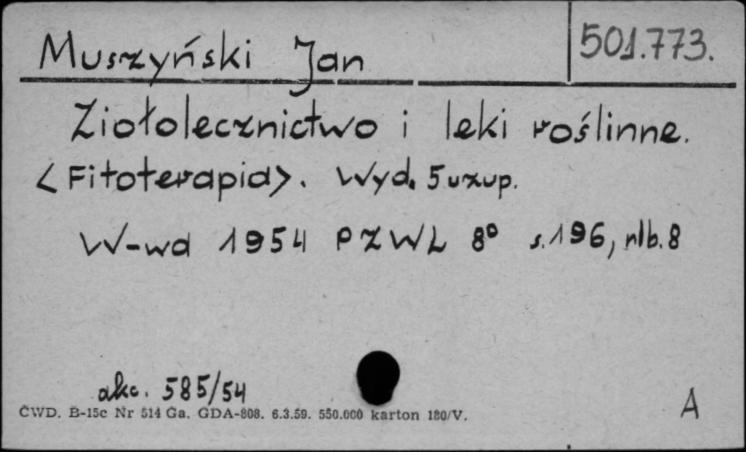 Muszyński Jan
501.773.
Ziołolecznictwo i leki roślinne.
<Fitoterapia>. Wyd. 5 uzup.
W-wa 1954 PZWL 8° s.196, nlb.8
akc. 585/54
A
CWD. B-15c Nr 514 Ga. GDA-808. 6.3.59. 550.000 karton 180/V.